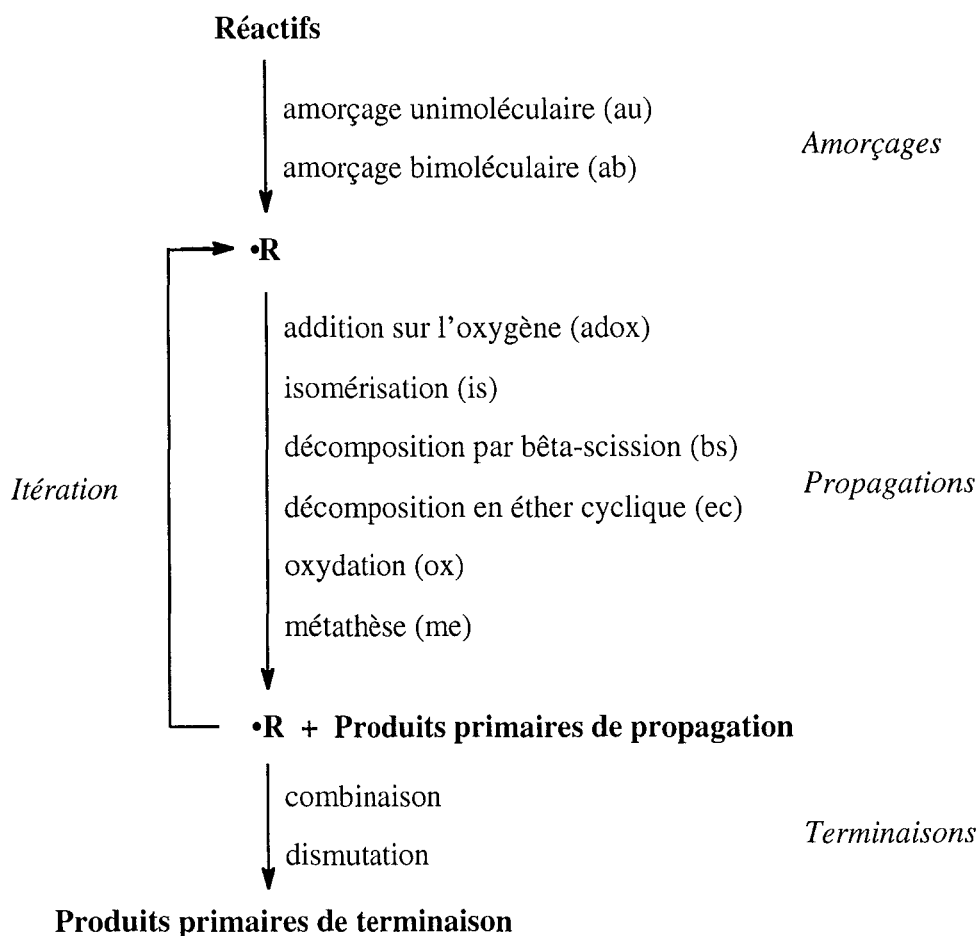 Réactifs
amorçage unimoléculaire (au)
Amorçages
amorçage bimoléculaire (ab)
•R
addition sur l'oxygène (adox)
isomérisation (is)
décomposition par bêta-scission (bs)
Itération
Propagations
décomposition en éther cyclique (ec)
oxydation (ox)
métathèse (me)
•R + Produits primaires de propagation
combinaison
Terminaisons
dismutation
Produits primaires de terminaison